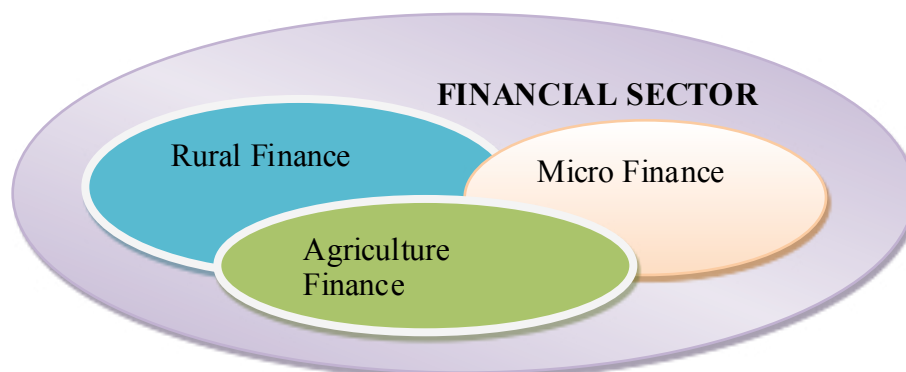 FINANCIAL SECTOR
Rural Finance
Micro Finance
Agriculture
Finance